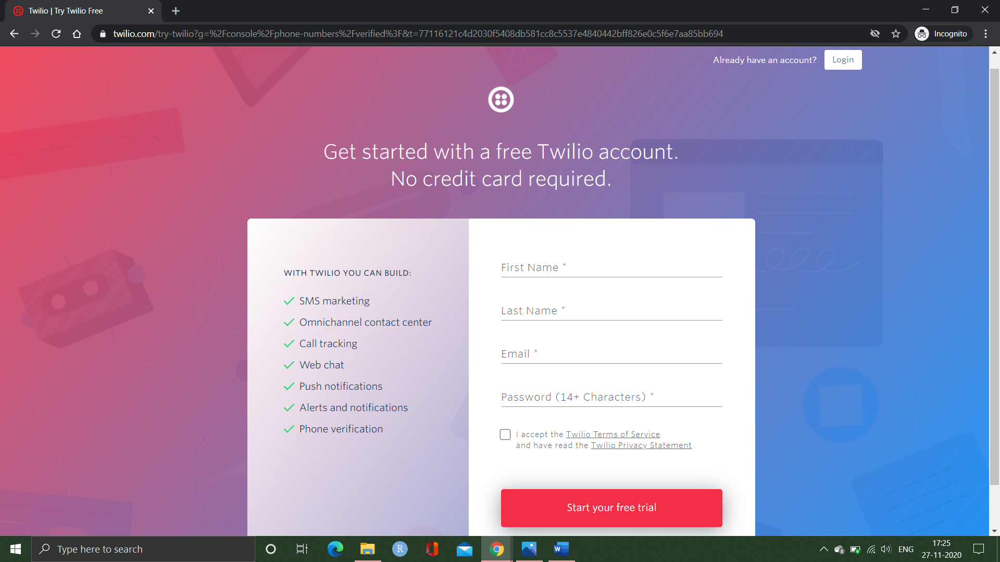 Twilio | Try Twilio Free
twilio.com/try-twilio?g=%2Fconsole%2Fphone-numbers%2Fverified%3F&t=77116121c4d2030f5408db581cc8c5537e4840442bff826e0c5f6e7aa85bb694
Incognito
Already have an account?
Login
Get started with a free Twilio account.
No credit card required.
WITH TWILIO YOU CAN BUILD:
SMS marketing
Omnichannel contact center
Call tracking
Web chat
Push notifications
Alerts and notifications
Phone verification
First Name *
Last Name *
Email *
Password (14+ Characters) *
I accept the Twilio Terms of Service
and have read the Twilio Privacy Statement
Start your free trial
Type here to search
R
W
ENG
17:25
27-11-2020